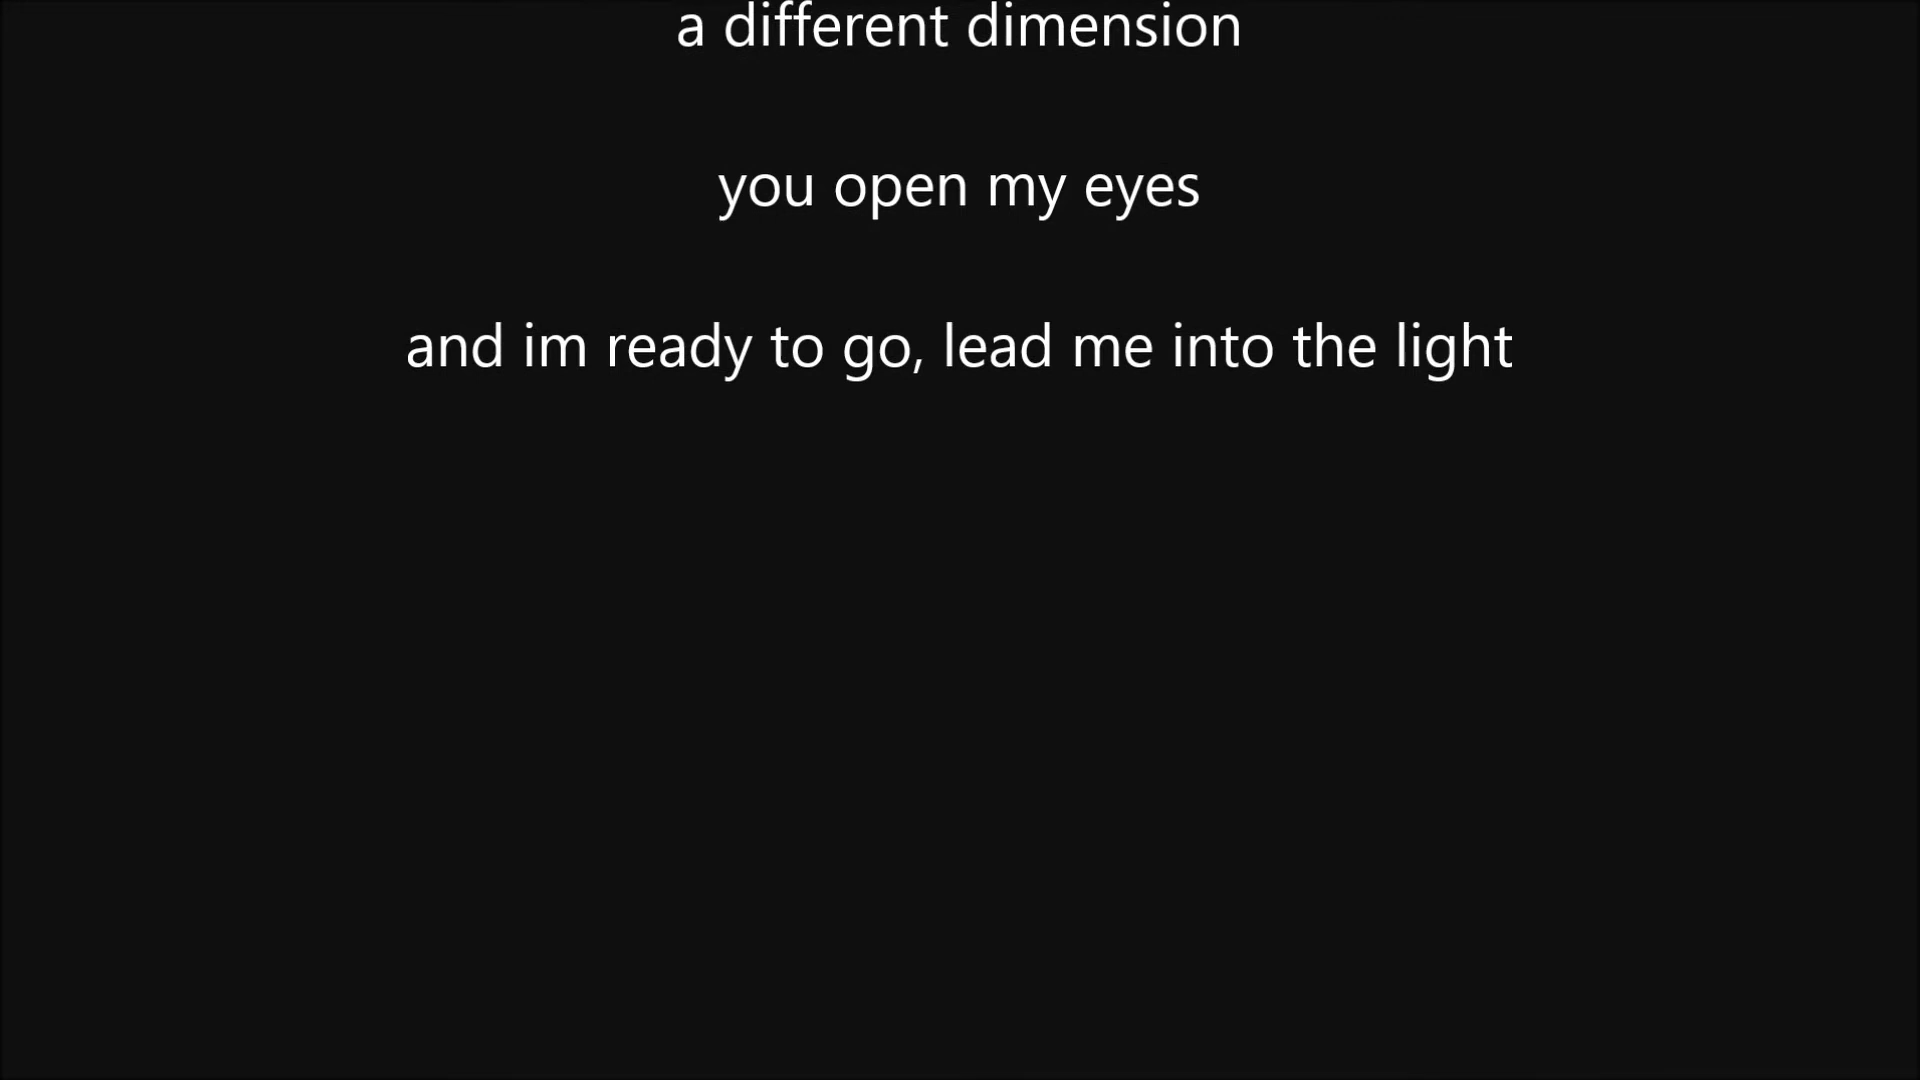 a different dimension
you open my eyes
and im ready to go, lead me into the light